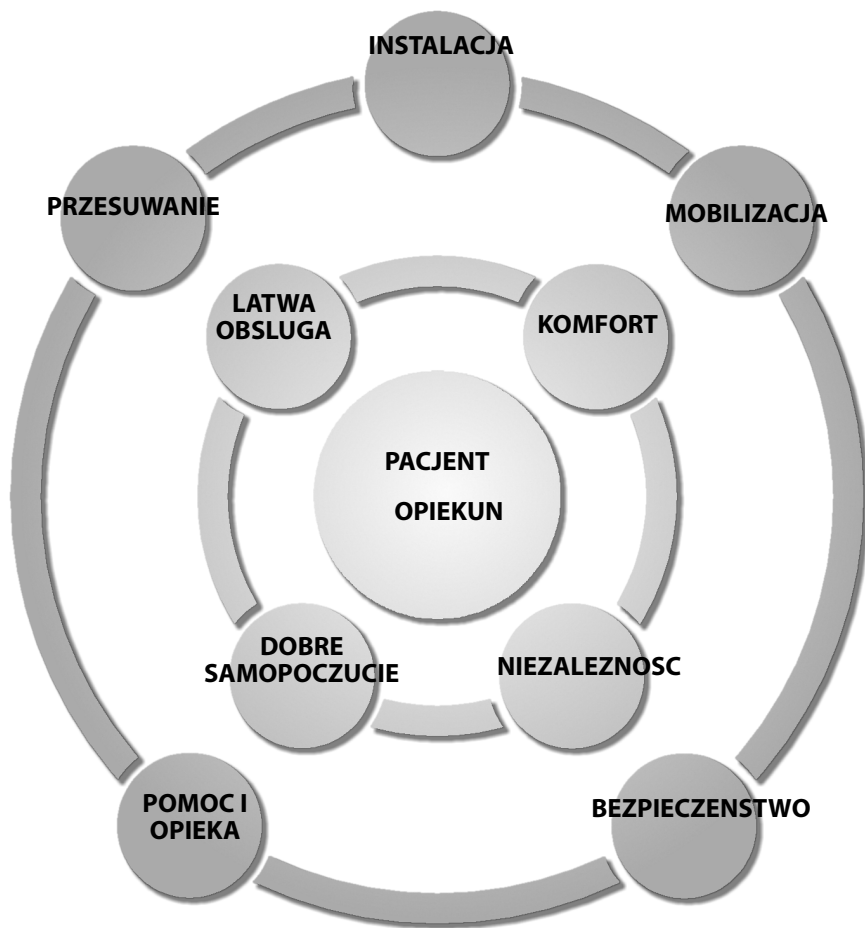 INSTALACJA
PRZESUWANIE
MOBILIZACJA
LATWA
OBSLUGA
KOMFORT
PACJENT
OPIEKUN
DOBRE
SAMOPOCZUCIE
NIEZALEZNOSC
POMOC I
OPIEKA
BEZPIECZENSTWO